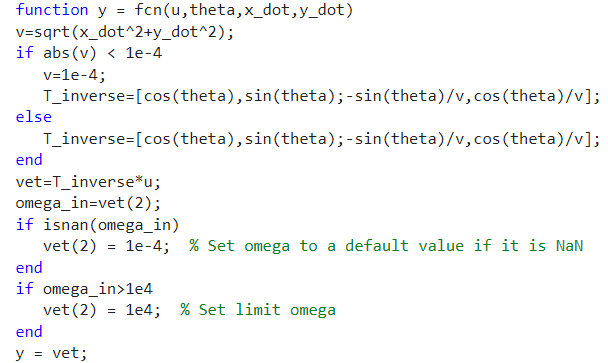 function y = fcn(u,theta,x_dot,y_dot)
v=sqrt(x_dot^2+y_dot^2);
if abs(v) < 1e-4
   v=1e-4;
   T_inverse=[cos(theta),sin(theta);-sin(theta)/v,cos(theta)/v];
else
   T_inverse=[cos(theta),sin(theta);-sin(theta)/v,cos(theta)/v];
end
vet=T_inverse*u;
omega_in=vet(2);
if isnan(omega_in)
   vet(2) = 1e-4;  % Set omega to a default value if it is NaN
end
if omega_in>1e4
   vet(2) = 1e4;  % Set limit omega
end
y = vet;